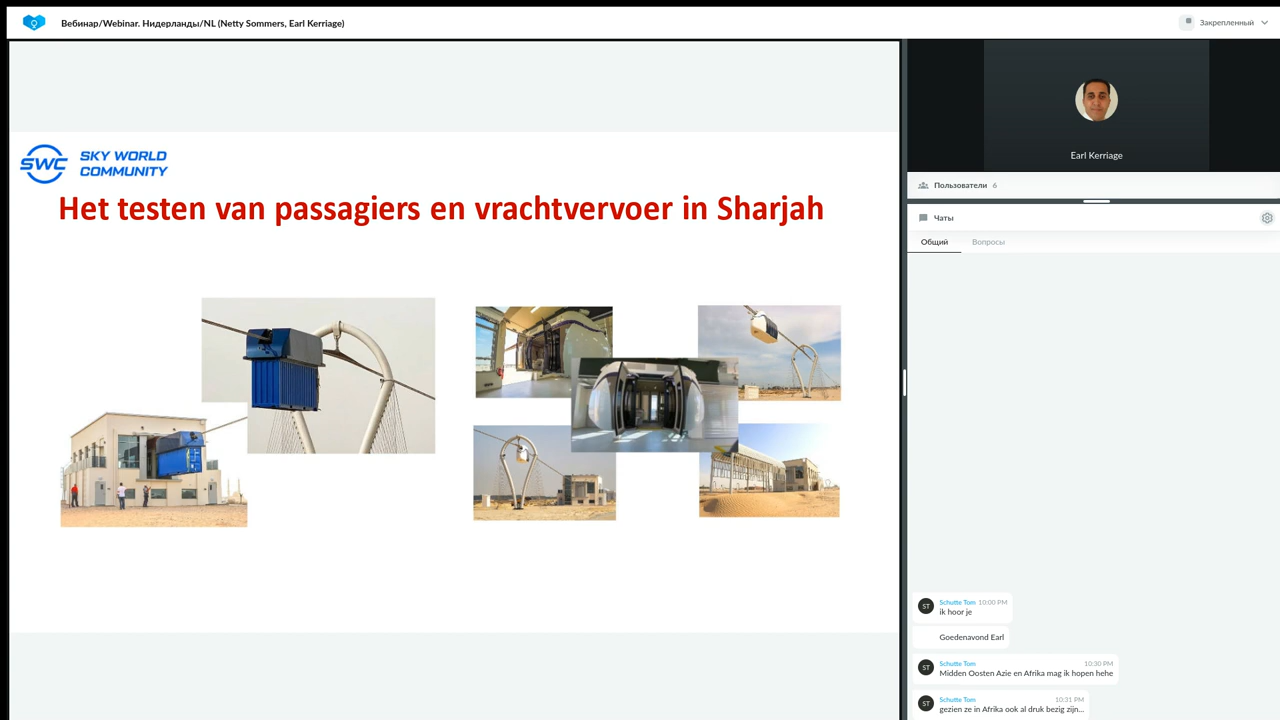 Вебинар/Webinar. Нидерланды/NL (Netty Sommers, Earl Kerriage)
Закрепленный
SWC SKY WORLD
COMMUNITY
Het testen van passagiers en vrachtvervoer in Sharjah
Earl Kerriage
Пользователи 6
Чаты
Общий Вопросы
ST Schutte Tom 10:00 PM
ik hoor je
Goedenavond Earl
ST Schutte Tom 10:30 PM
Midden Oosten Azie en Afrika mag ik hopen hehe
ST Schutte Tom 10:31 PM
gezien ze in Afrika ook al druk bezig zijn...